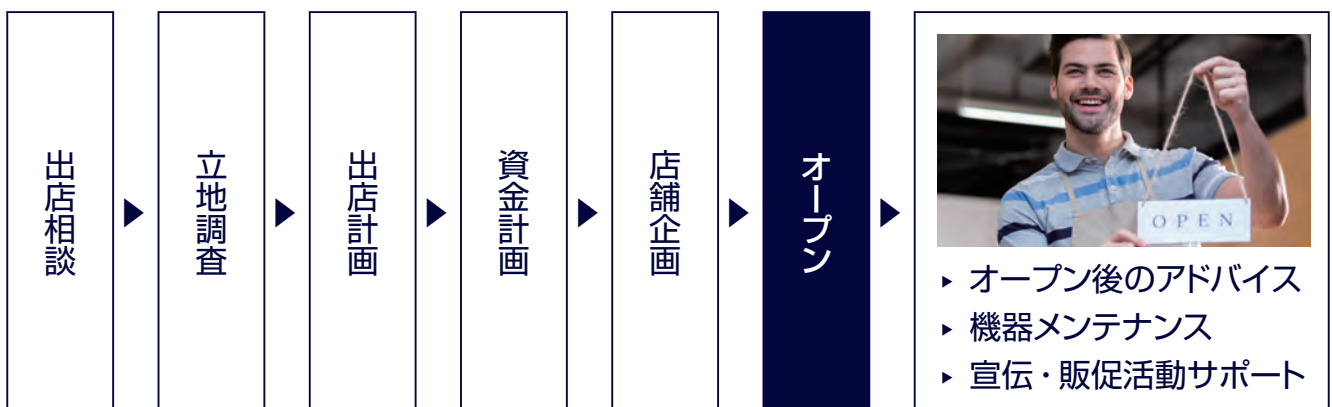 出店相談
立地調査
出店計画
資金計画
店舗企画
オープン
OPEN
オープン後のアドバイス
機器メンテナンス
宣伝・販促活動サポート